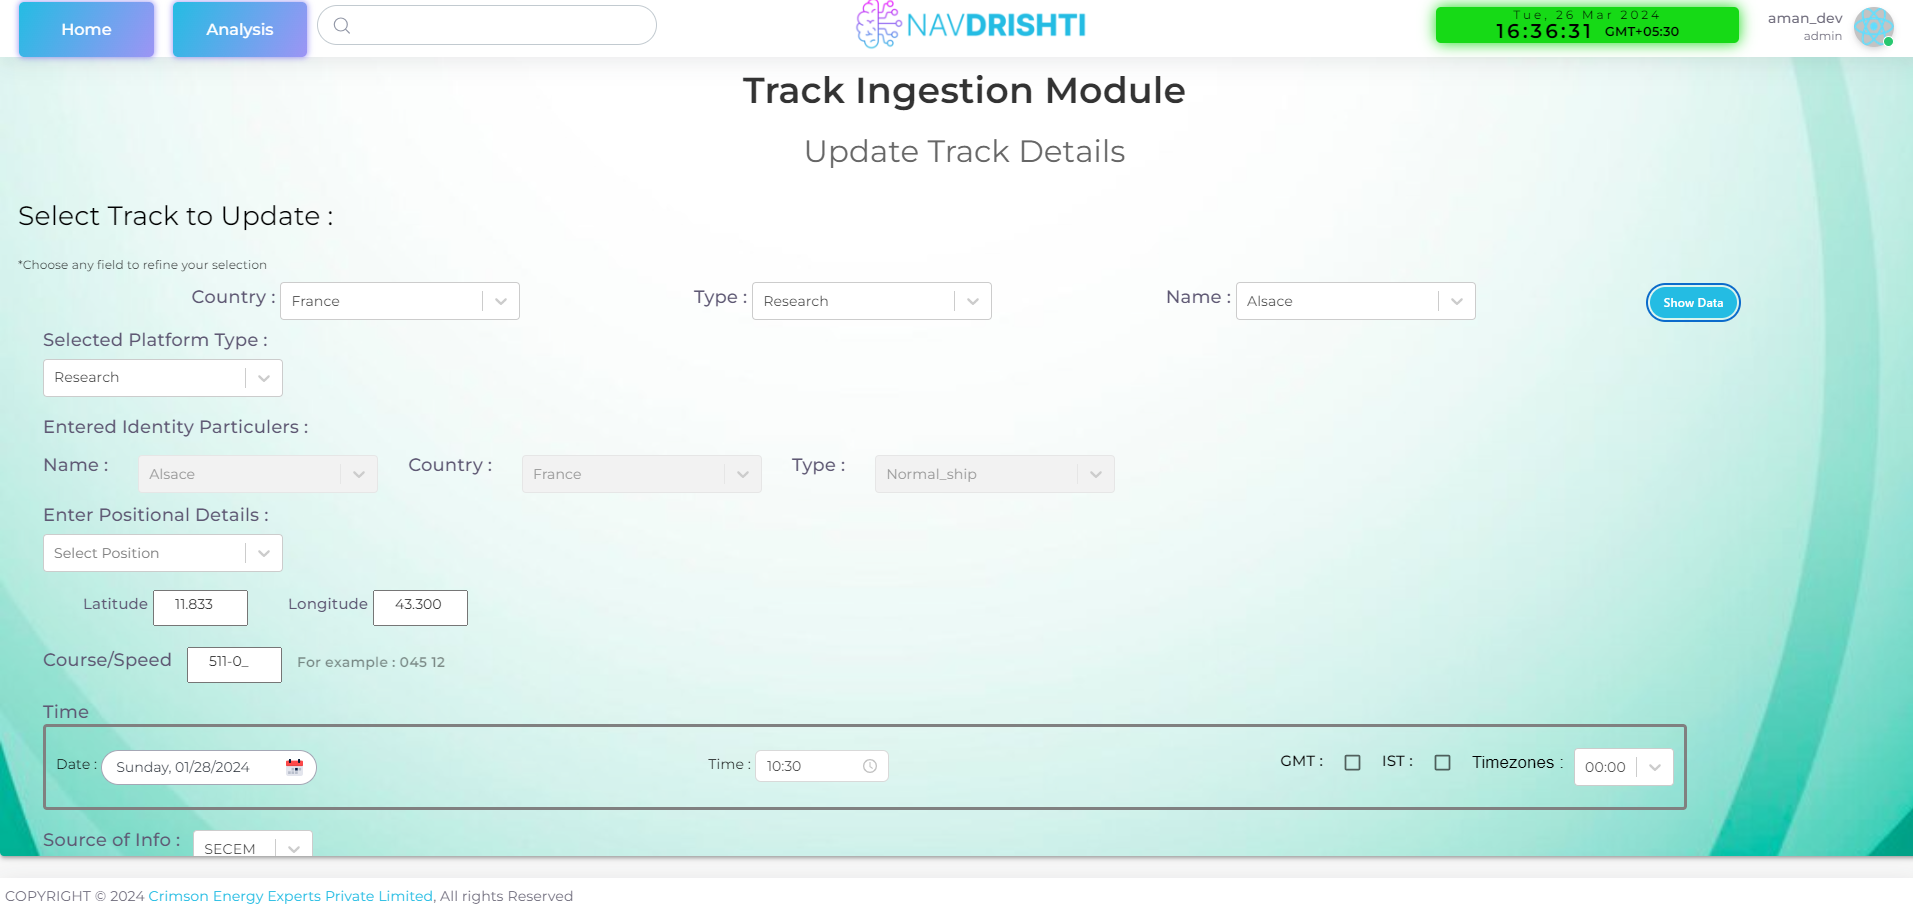 Home
Analysis
NAVDRISHTI
Tue, 26 Mar 2024
16:36:31 GMT+05:30
aman_dev
admin
Track Ingestion Module
Update Track Details
Select Track to Update :
*Choose any field to refine your selection
Country : France
Type : Research
Name : Alsace
Show Data
Selected Platform Type :
Research
Entered Identity Particulers :
Name : Alsace
Country : France
Type : Normal_ship
Enter Positional Details :
Select Position
Latitude 11.833
Longitude 43.300
Course/Speed 511-0_ For example : 045 12
Time
Date : Sunday, 01/28/2024
Time : 10:30
GMT :
IST :
Timezones : 00:00
Source of Info : SECEM
COPYRIGHT © 2024 Crimson Energy Experts Private Limited, All rights Reserved